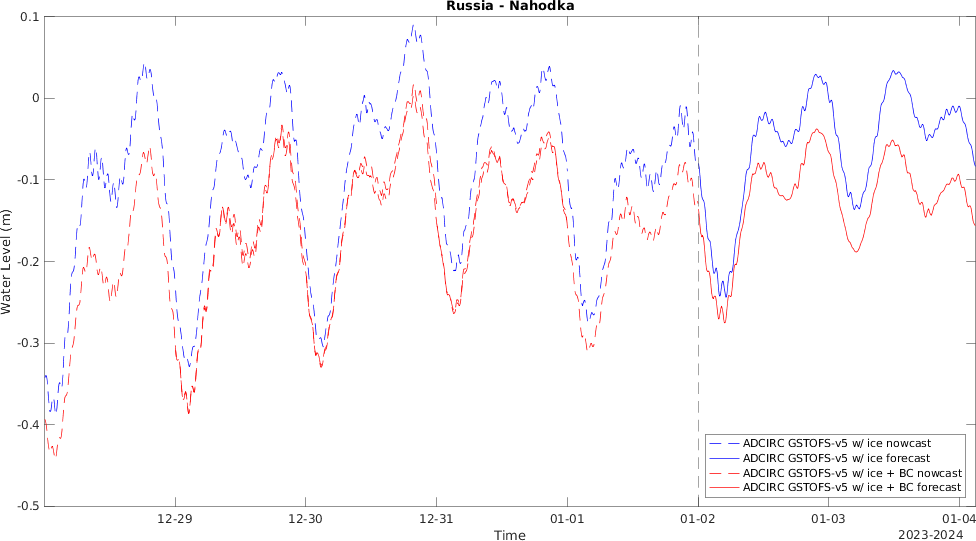 Russia - Nahodka
0.1
0
-0.1
-0.2
-0.3
-0.4
-0.5
Water Level (m)
12-29
12-30
12-31
01-01
01-02
01-03
01-04
Time
2023-2024
ADCIRC GSTOFS-v5 w/ ice nowcast
ADCIRC GSTOFS-v5 w/ ice forecast
ADCIRC GSTOFS-v5 w/ ice + BC nowcast
ADCIRC GSTOFS-v5 w/ ice + BC forecast